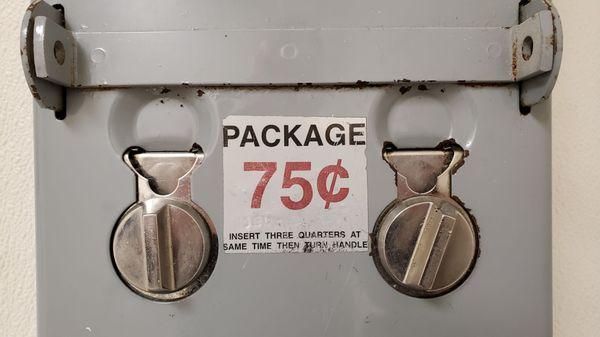 PACKAGE
75¢
INSERT THREE QUARTERS AT
SAME TIME THEN TURN HANDLE